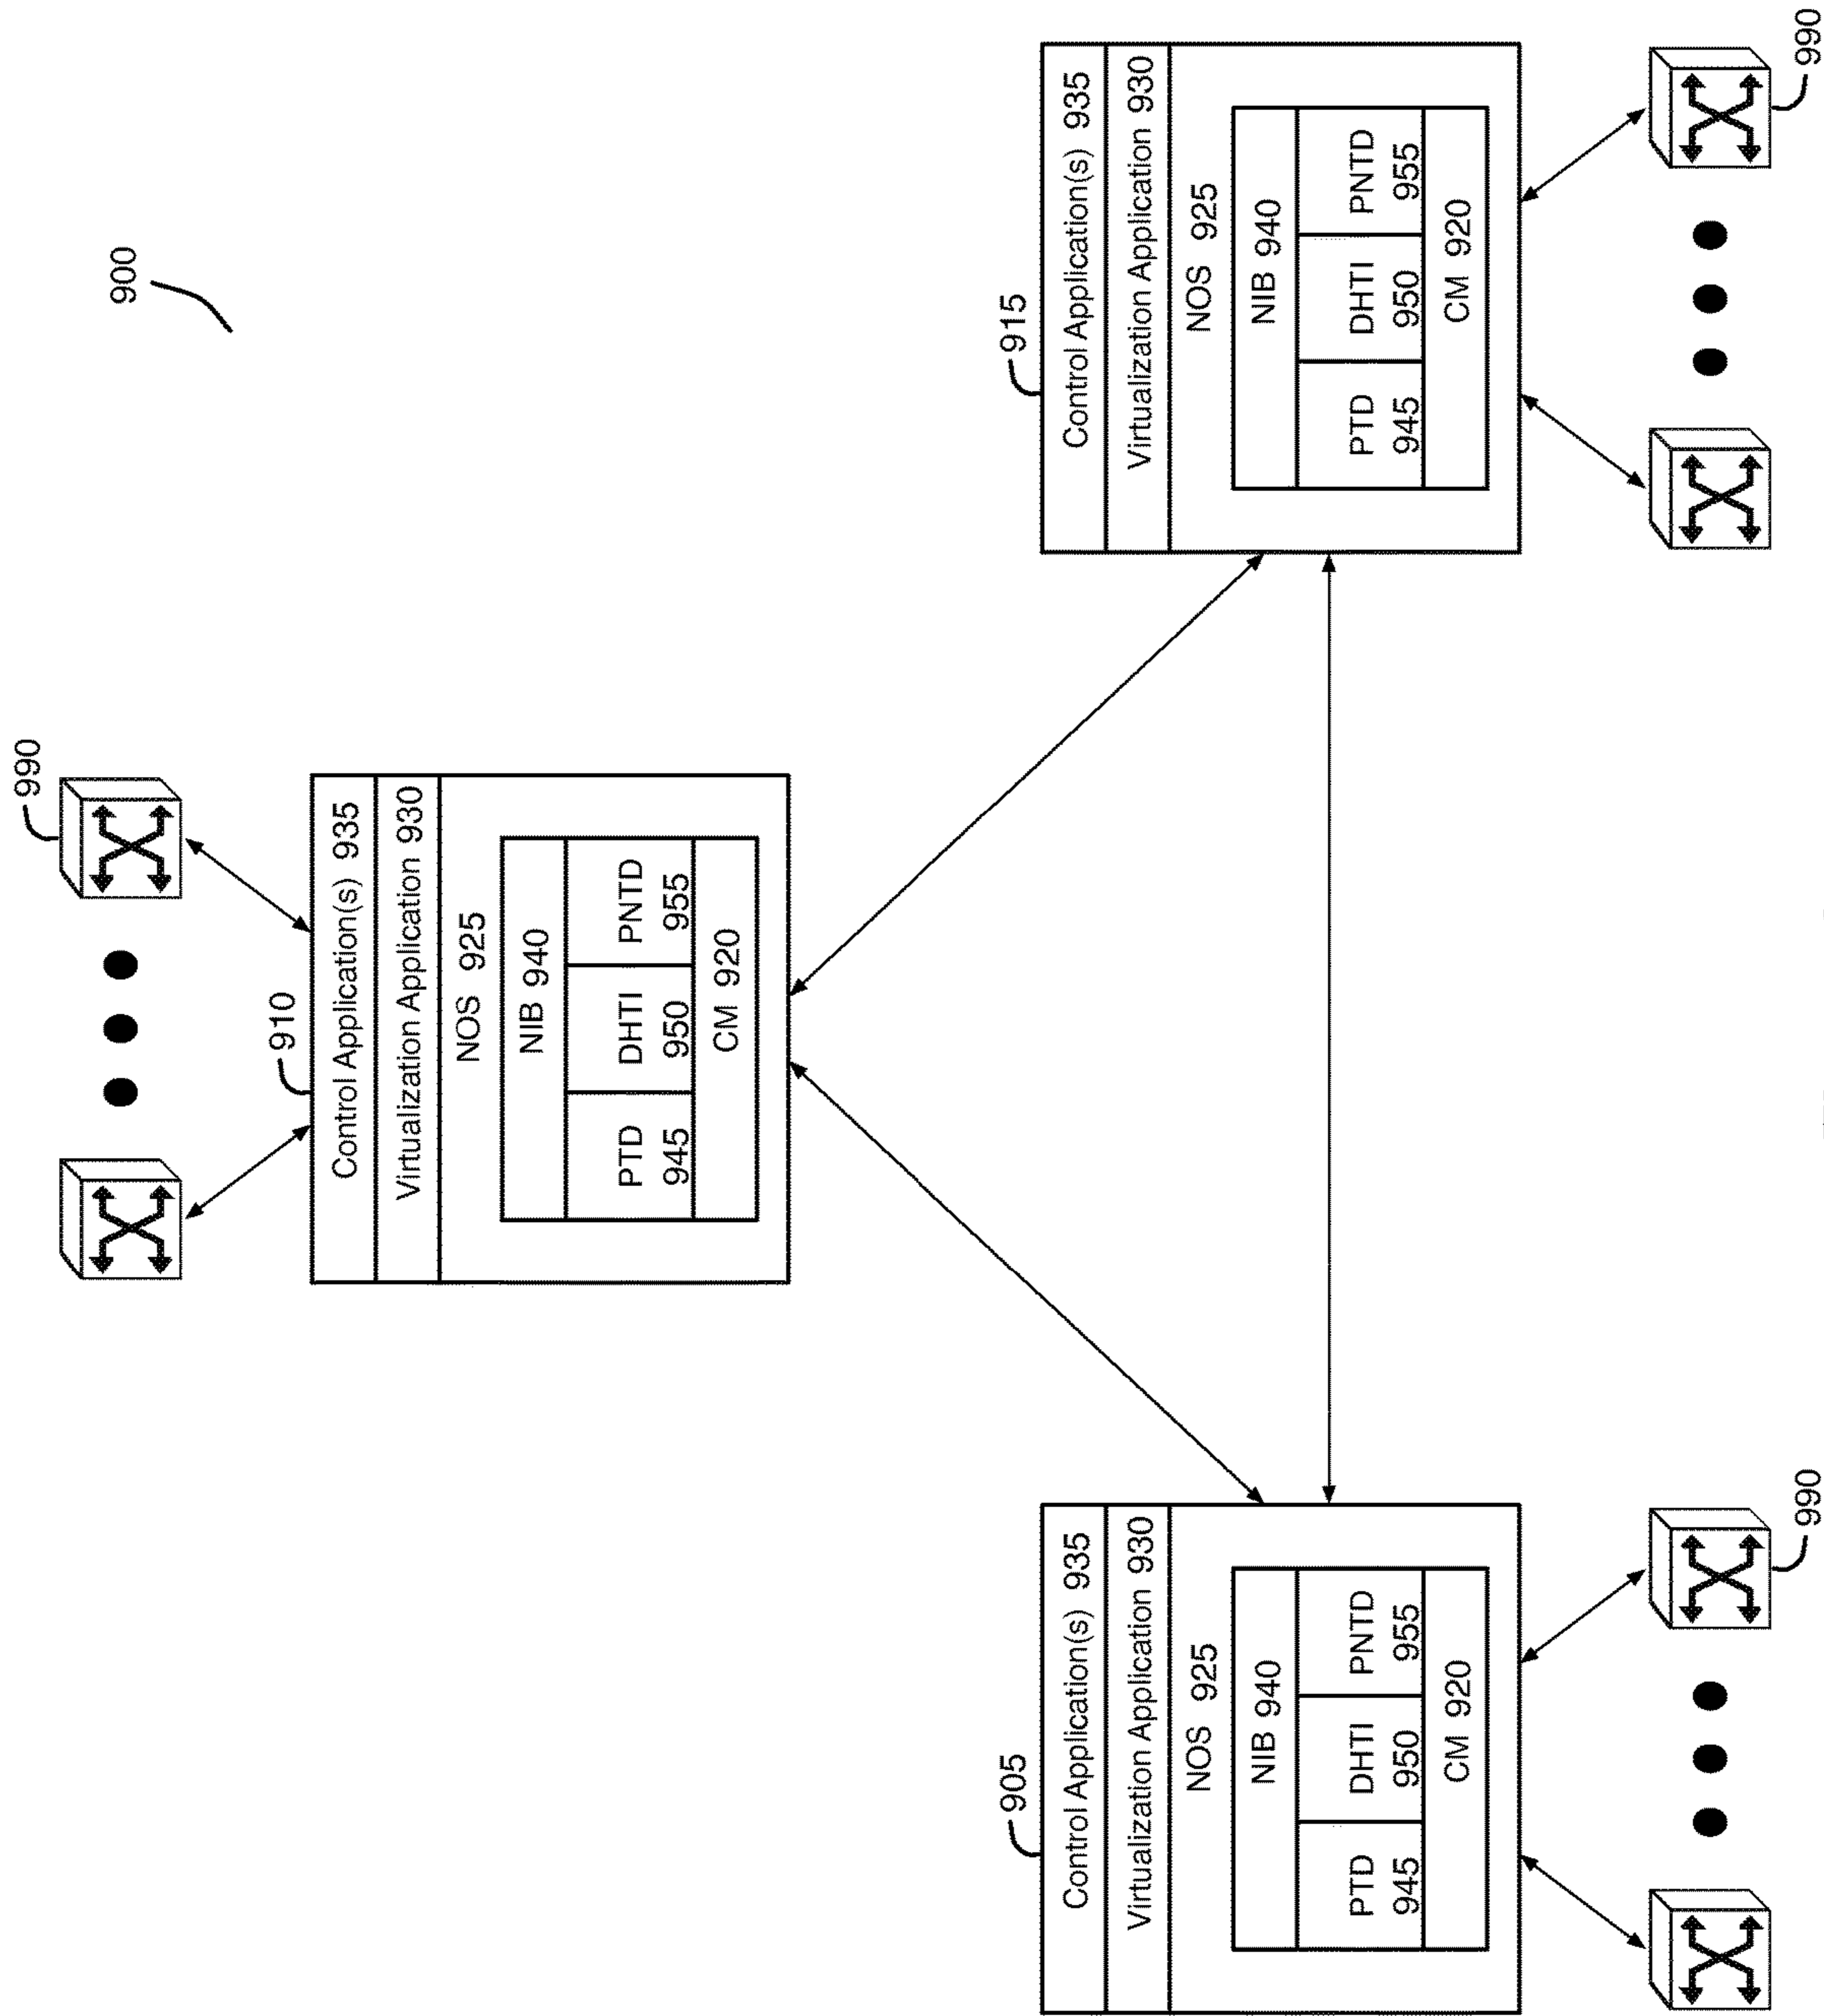 900
990
910
Control Application(s) 935
Virtualization Application 930
NOS 925
NIB 940
PTD 945
DHTI 950
PNTD 955
CM 920
905
Control Application(s) 935
Virtualization Application 930
NOS 925
NIB 940
PTD 945
DHTI 950
PNTD 955
CM 920
990
915
Control Application(s) 935
Virtualization Application 930
NOS 925
NIB 940
PTD 945
DHTI 950
PNTD 955
CM 920
990